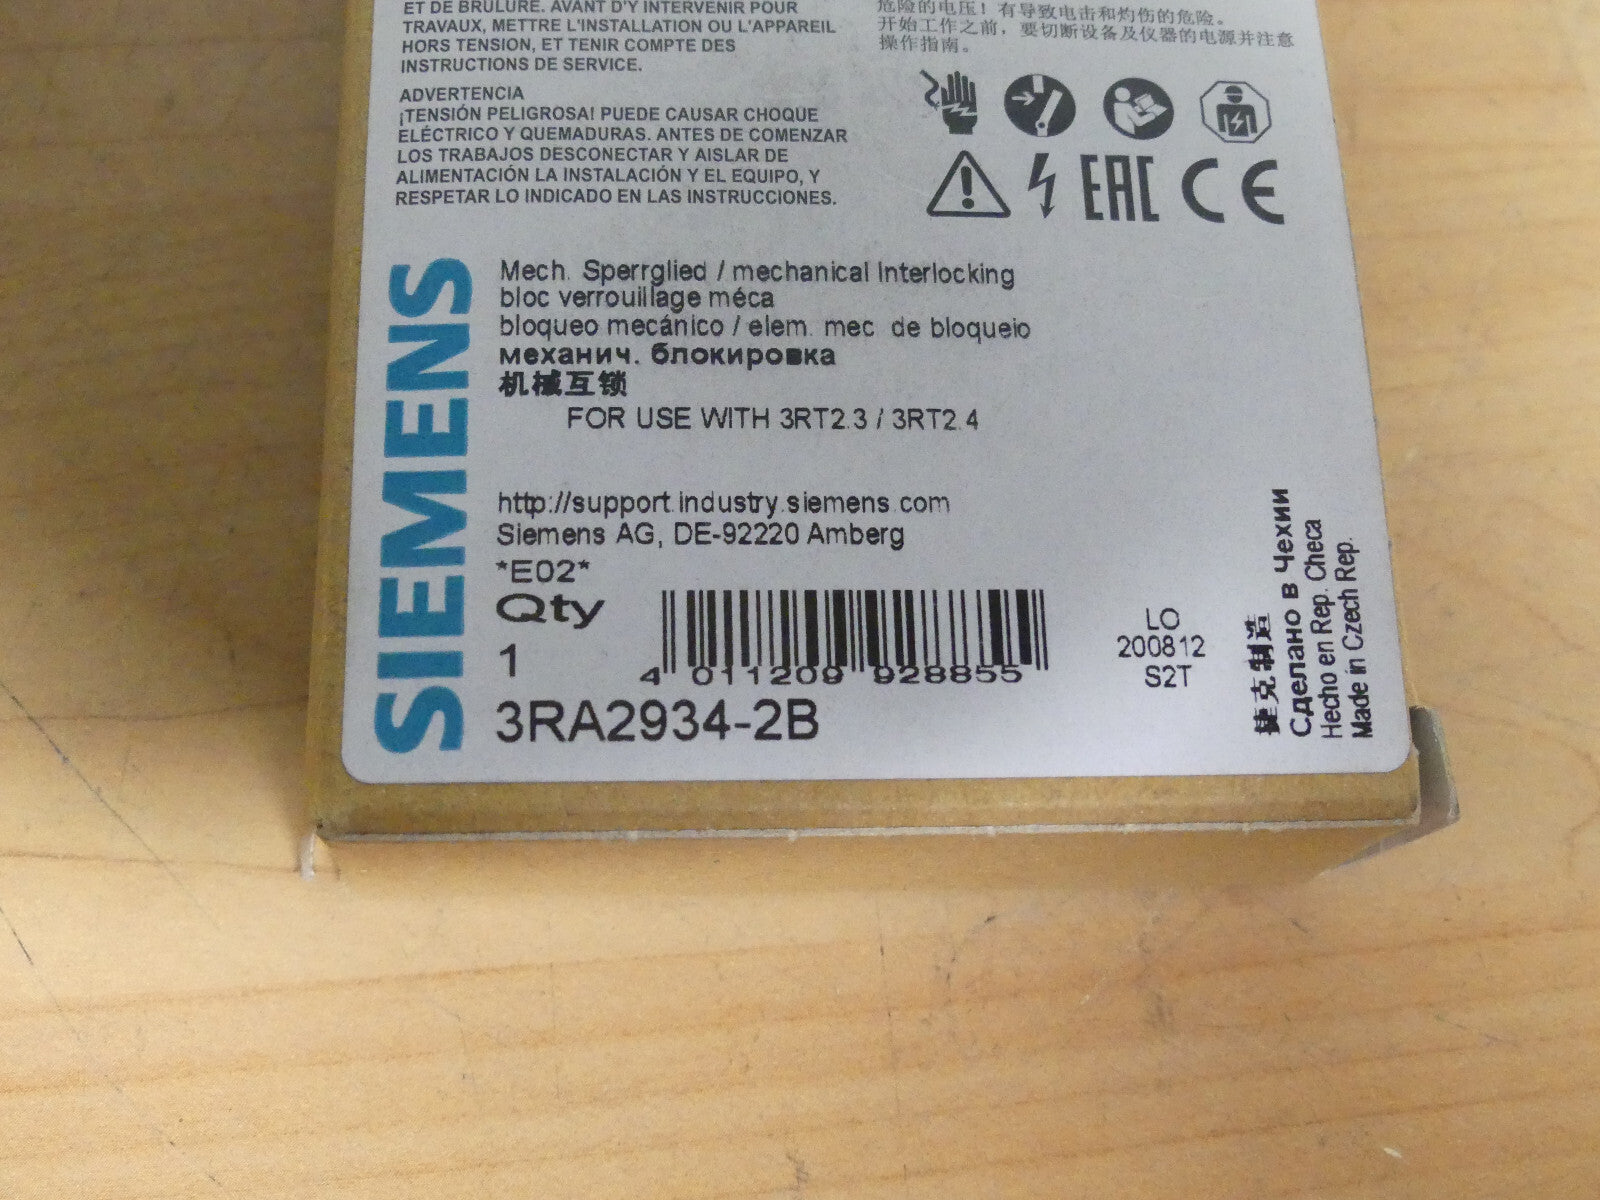 ET DE BRÛLURE. AVANT D'Y INTERVENIR POUR
TRAVAUX, METTRE L'INSTALLATION OU L'APPAREIL
HORS TENSION, ET TENIR COMPTE DES
INSTRUCTIONS DE SERVICE.
ADVERTENCIA
¡TENSIÓN PELIGROSA! PUEDE CAUSAR CHOQUE
ELÉCTRICO Y QUEMADURAS. ANTES DE COMENZAR
LOS TRABAJOS DESCONECTAR Y AISLAR DE
ALIMENTACIÓN LA INSTALACIÓN Y EL EQUIPO, Y
RESPETAR LO INDICADO EN LAS INSTRUCCIONES.
危险的电压！有导致电击和灼伤的危险。
开始工作之前，要切断设备及仪器的电源并注意
操作指南。
EAC CE
SIEMENS
Mech. Sperrglied / mechanical Interlocking
bloc verrouillage méca
bloqueo mecánico / elem. mec de bloqueio
механич. блокировка
机械互锁
FOR USE WITH 3RT2.3 / 3RT2.4
http://support.industry.siemens.com
Siemens AG, DE-92220 Amberg
*E02*
Qty
1
4 011209 928855
3RA2934-2B
LO
200812
S2T
捷克制造
Сделано в Чехии
Hecho en Rep. Checa
Made in Czech Rep.